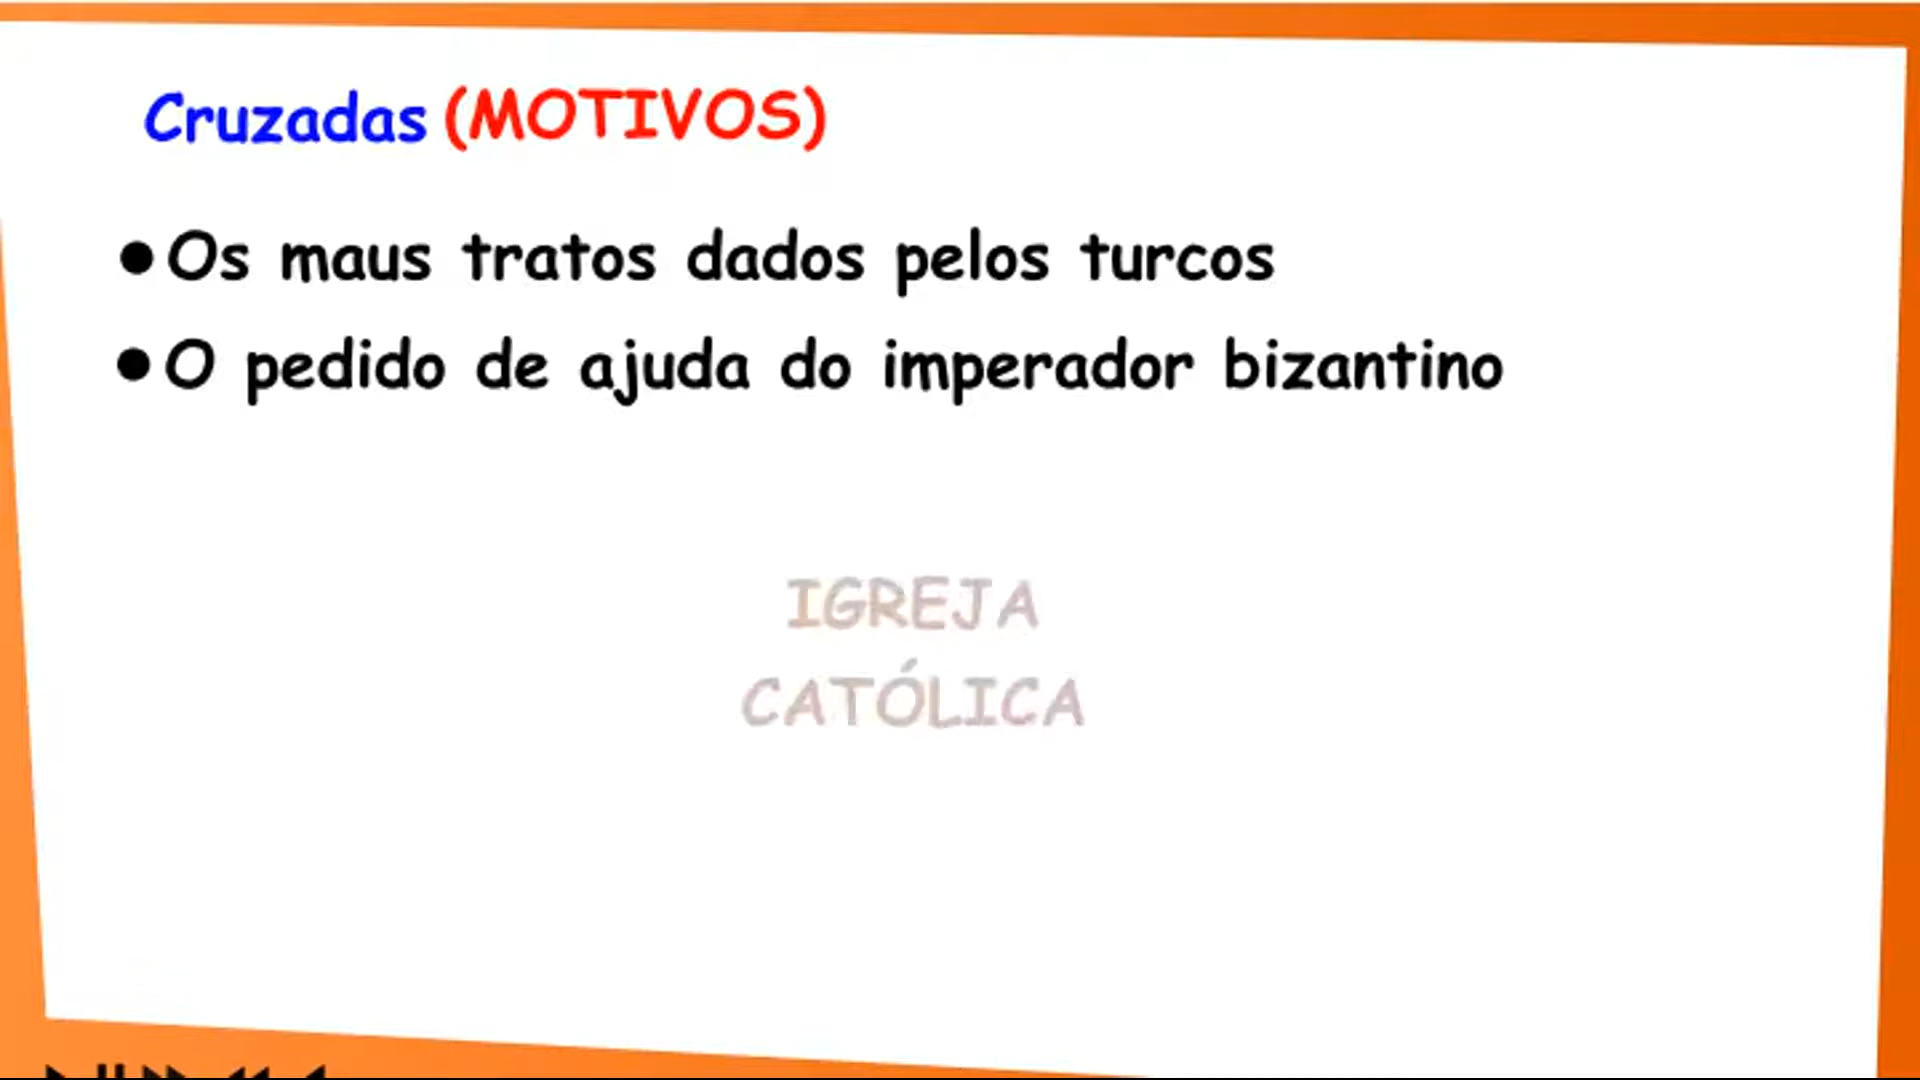 Cruzadas (MOTIVOS)
●Os maus tratos dados pelos turcos
●O pedido de ajuda do imperador bizantino
IGREJA
CATÓLICA